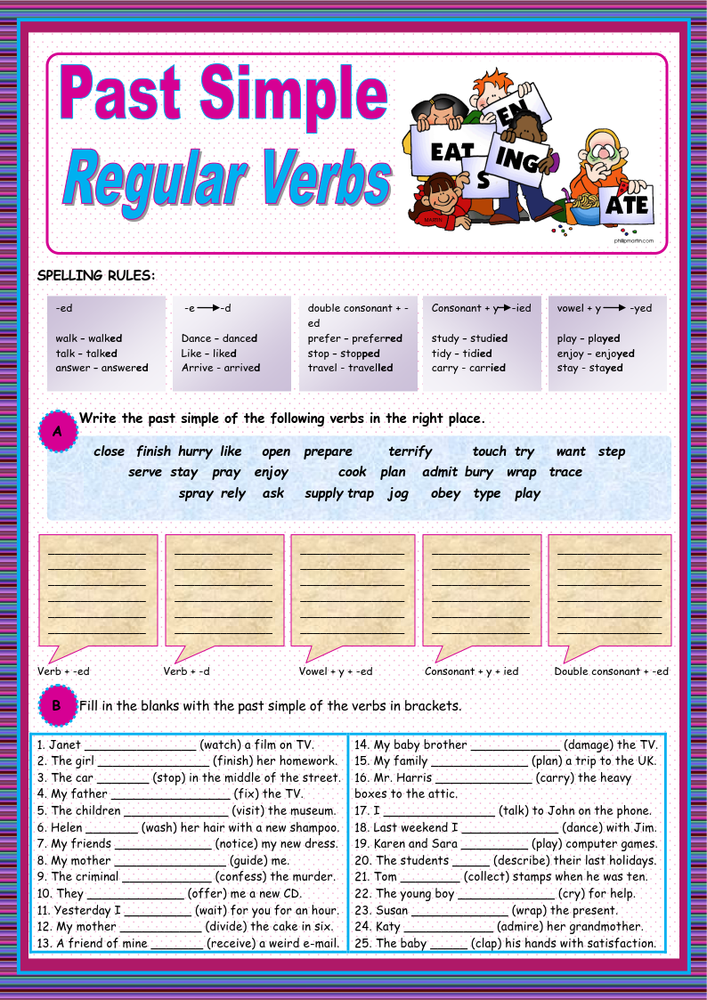 Past Simple
Regular Verbs
EN
EAT
ING
S
ATE
MARTIN
philipmartin.com
SPELLING RULES:
-ed
walk – walked
talk – talked
answer – answered
-e → -d
Dance – danced
Like – liked
Arrive - arrived
double consonant + -
ed
prefer – preferred
stop – stopped
travel - travelled
Consonant + y → -ied
study – studied
tidy – tidied
carry - carried
vowel + y → -yed
play – played
enjoy – enjoyed
stay - stayed
A
Write the past simple of the following verbs in the right place.
close finish hurry like open prepare terrify touch try want step
serve stay pray enjoy cook plan admit bury wrap trace
spray rely ask supply trap jog obey type play
Verb + -ed
Verb + -d
Vowel + y + -ed
Consonant + y + ied
Double consonant + -ed
B
Fill in the blanks with the past simple of the verbs in brackets.
1. Janet _______________ (watch) a film on TV.
2. The girl _______________ (finish) her homework.
3. The car _______ (stop) in the middle of the street.
4. My father ________________ (fix) the TV.
5. The children ______________ (visit) the museum.
6. Helen _______ (wash) her hair with a new shampoo.
7. My friends _____________ (notice) my new dress.
8. My mother _______________ (guide) me.
9. The criminal ____________ (confess) the murder.
10. They _____________ (offer) me a new CD.
11. Yesterday I _________ (wait) for you for an hour.
12. My mother ___________ (divide) the cake in six.
13. A friend of mine _______ (receive) a weird e-mail.
14. My baby brother ____________ (damage) the TV.
15. My family _____________ (plan) a trip to the UK.
16. Mr. Harris _____________ (carry) the heavy
boxes to the attic.
17. I _______________ (talk) to John on the phone.
18. Last weekend I _____________ (dance) with Jim.
19. Karen and Sara _________ (play) computer games.
20. The students _____ (describe) their last holidays.
21. Tom ________ (collect) stamps when he was ten.
22. The young boy _____________ (cry) for help.
23. Susan _____________ (wrap) the present.
24. Katy ____________ (admire) her grandmother.
25. The baby _____ (clap) his hands with satisfaction.